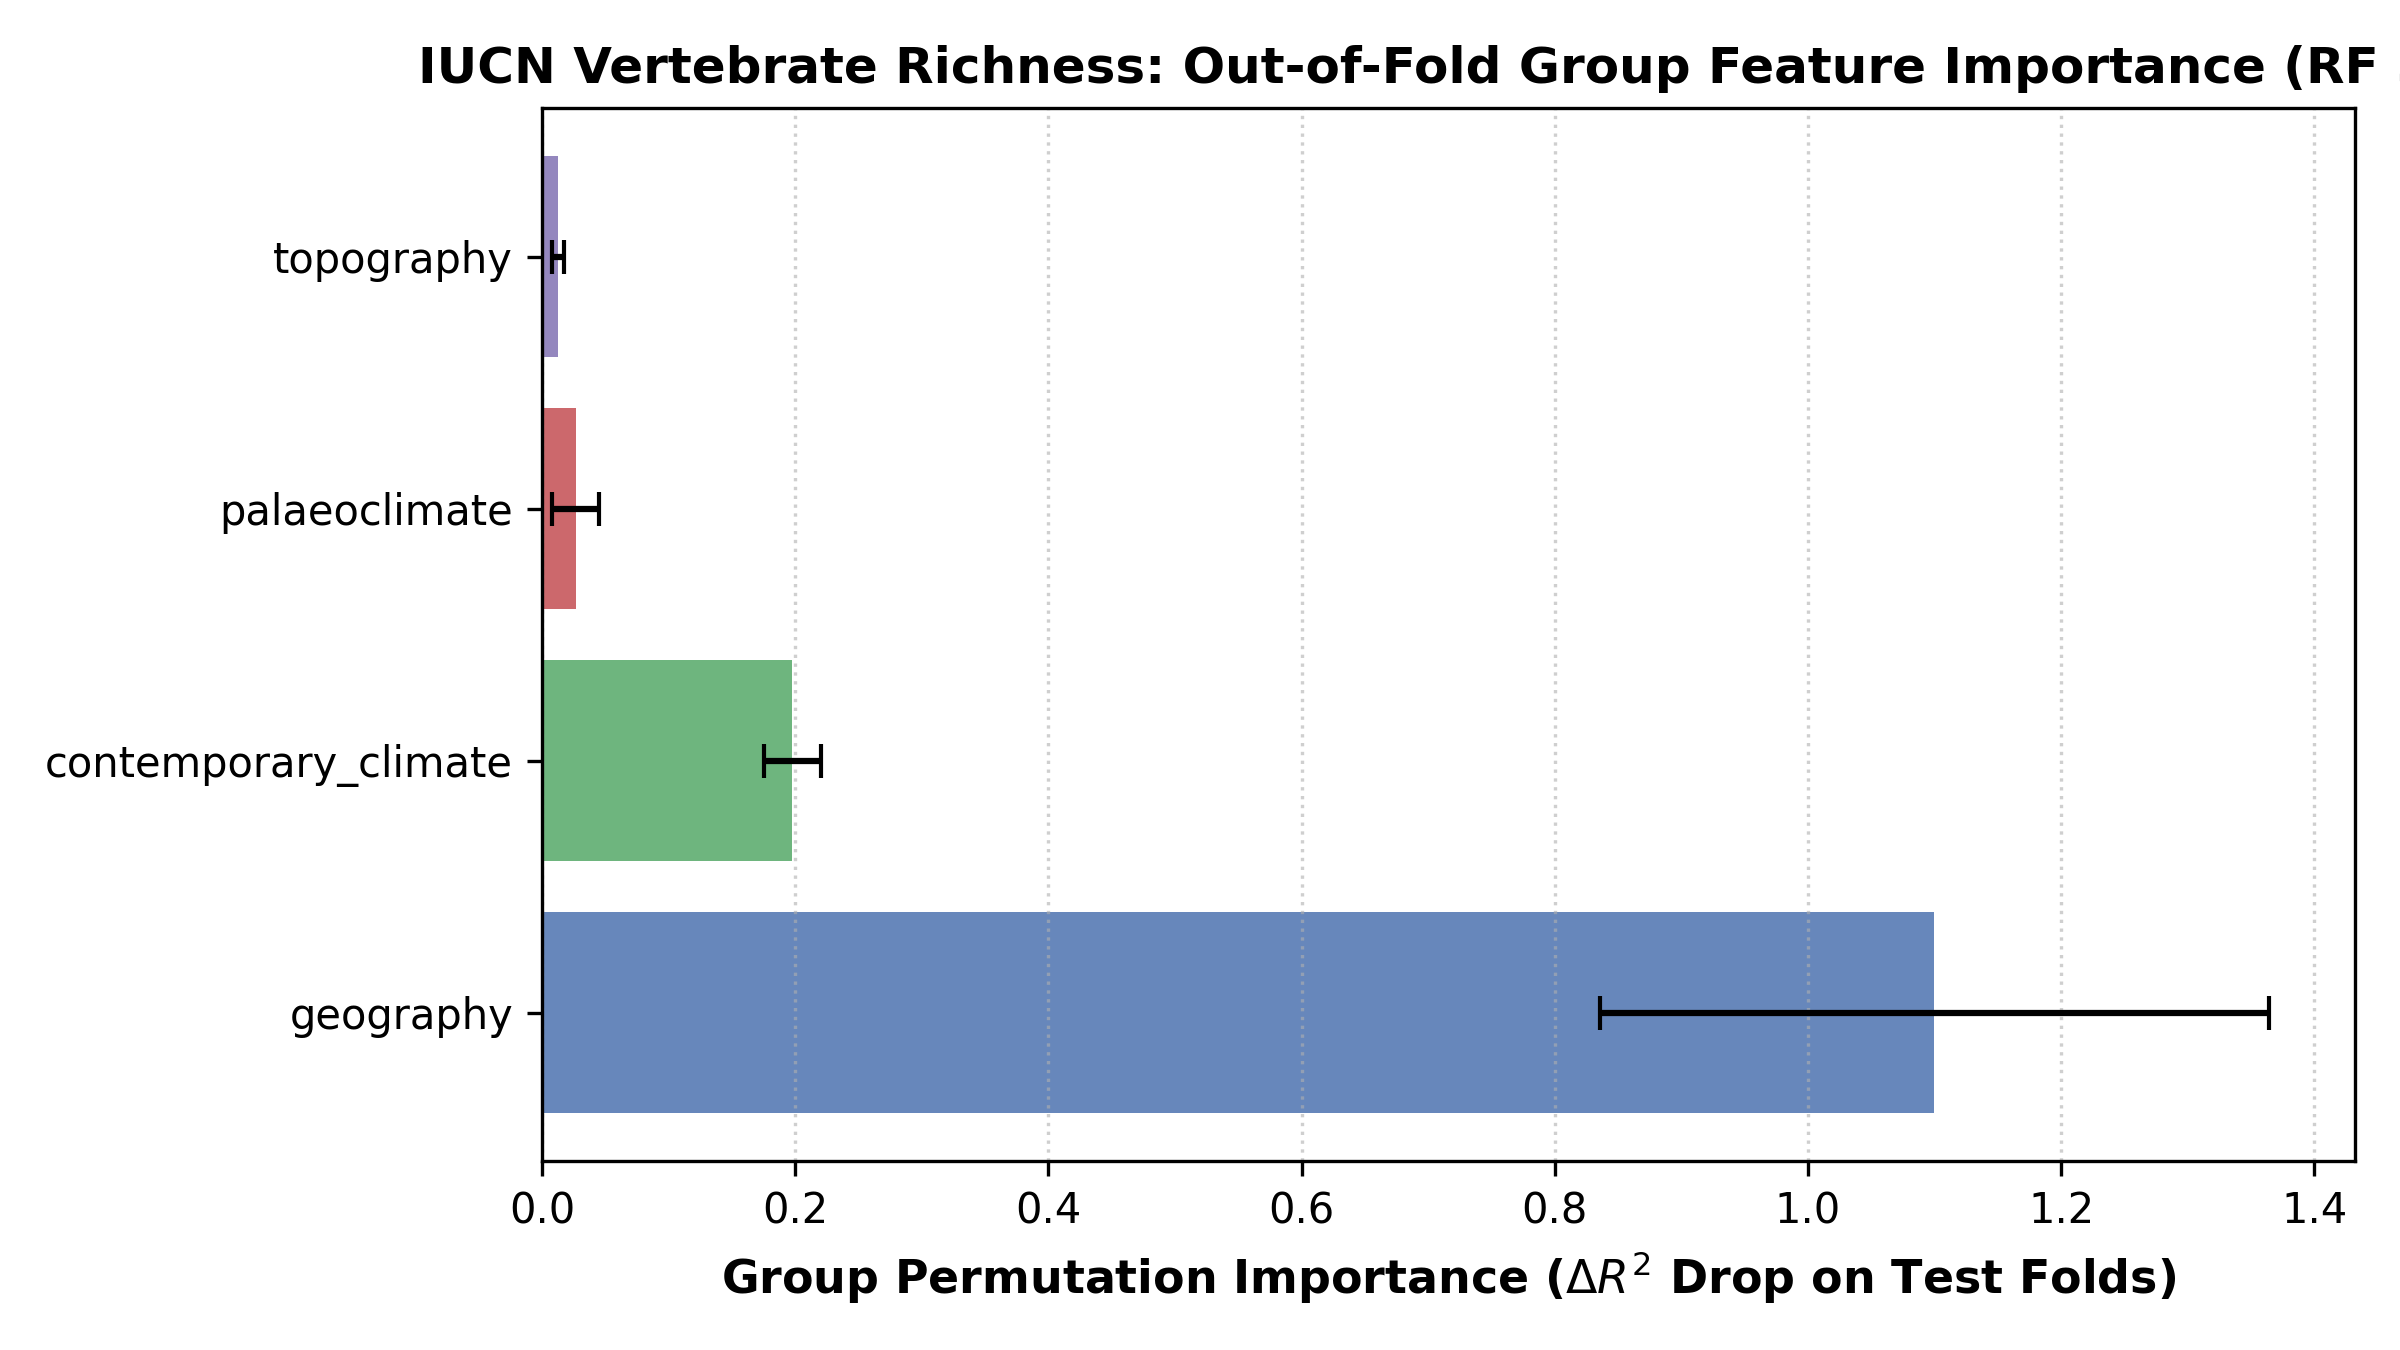 IUCN Vertebrate Richness: Out-of-Fold Group Feature Importance (RF
topography
palaeoclimate
contemporary_climate
geography
0.0 0.2 0.4 0.6 0.8 1.0 1.2 1.4
Group Permutation Importance (ΔR² Drop on Test Folds)